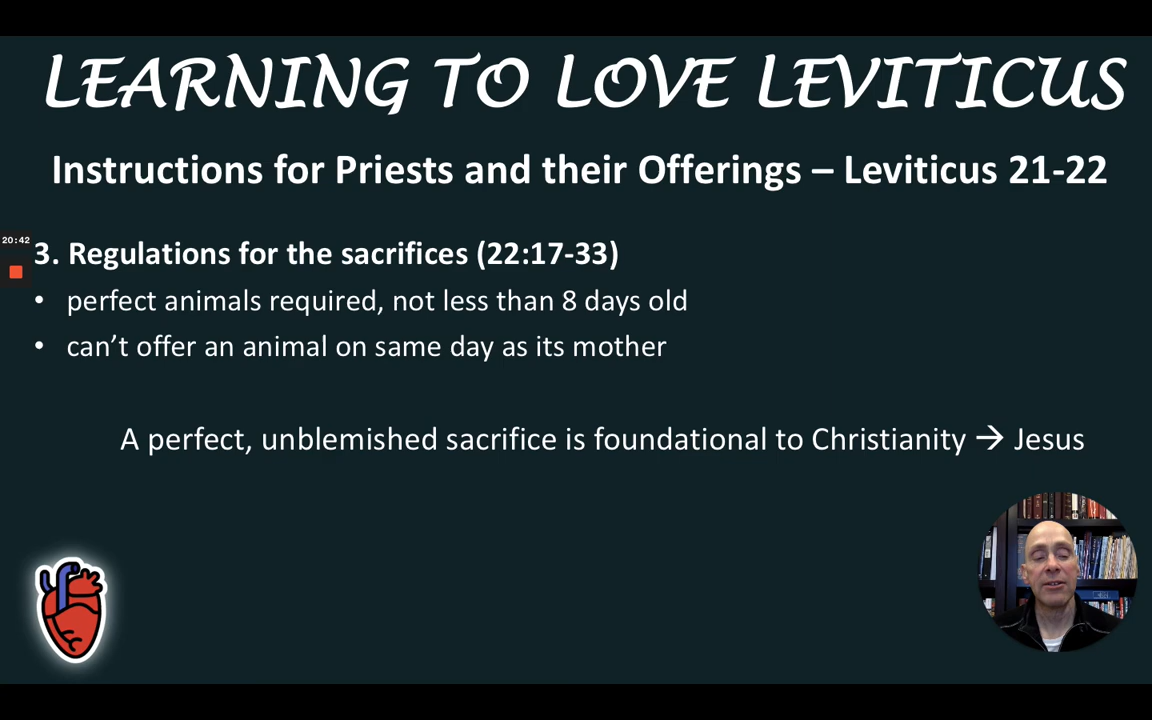 LEARNING TO LOVE LEVITICUS
Instructions for Priests and their Offerings – Leviticus 21-22
20:42
3. Regulations for the sacrifices (22:17-33)
• perfect animals required, not less than 8 days old
• can’t offer an animal on same day as its mother
A perfect, unblemished sacrifice is foundational to Christianity → Jesus